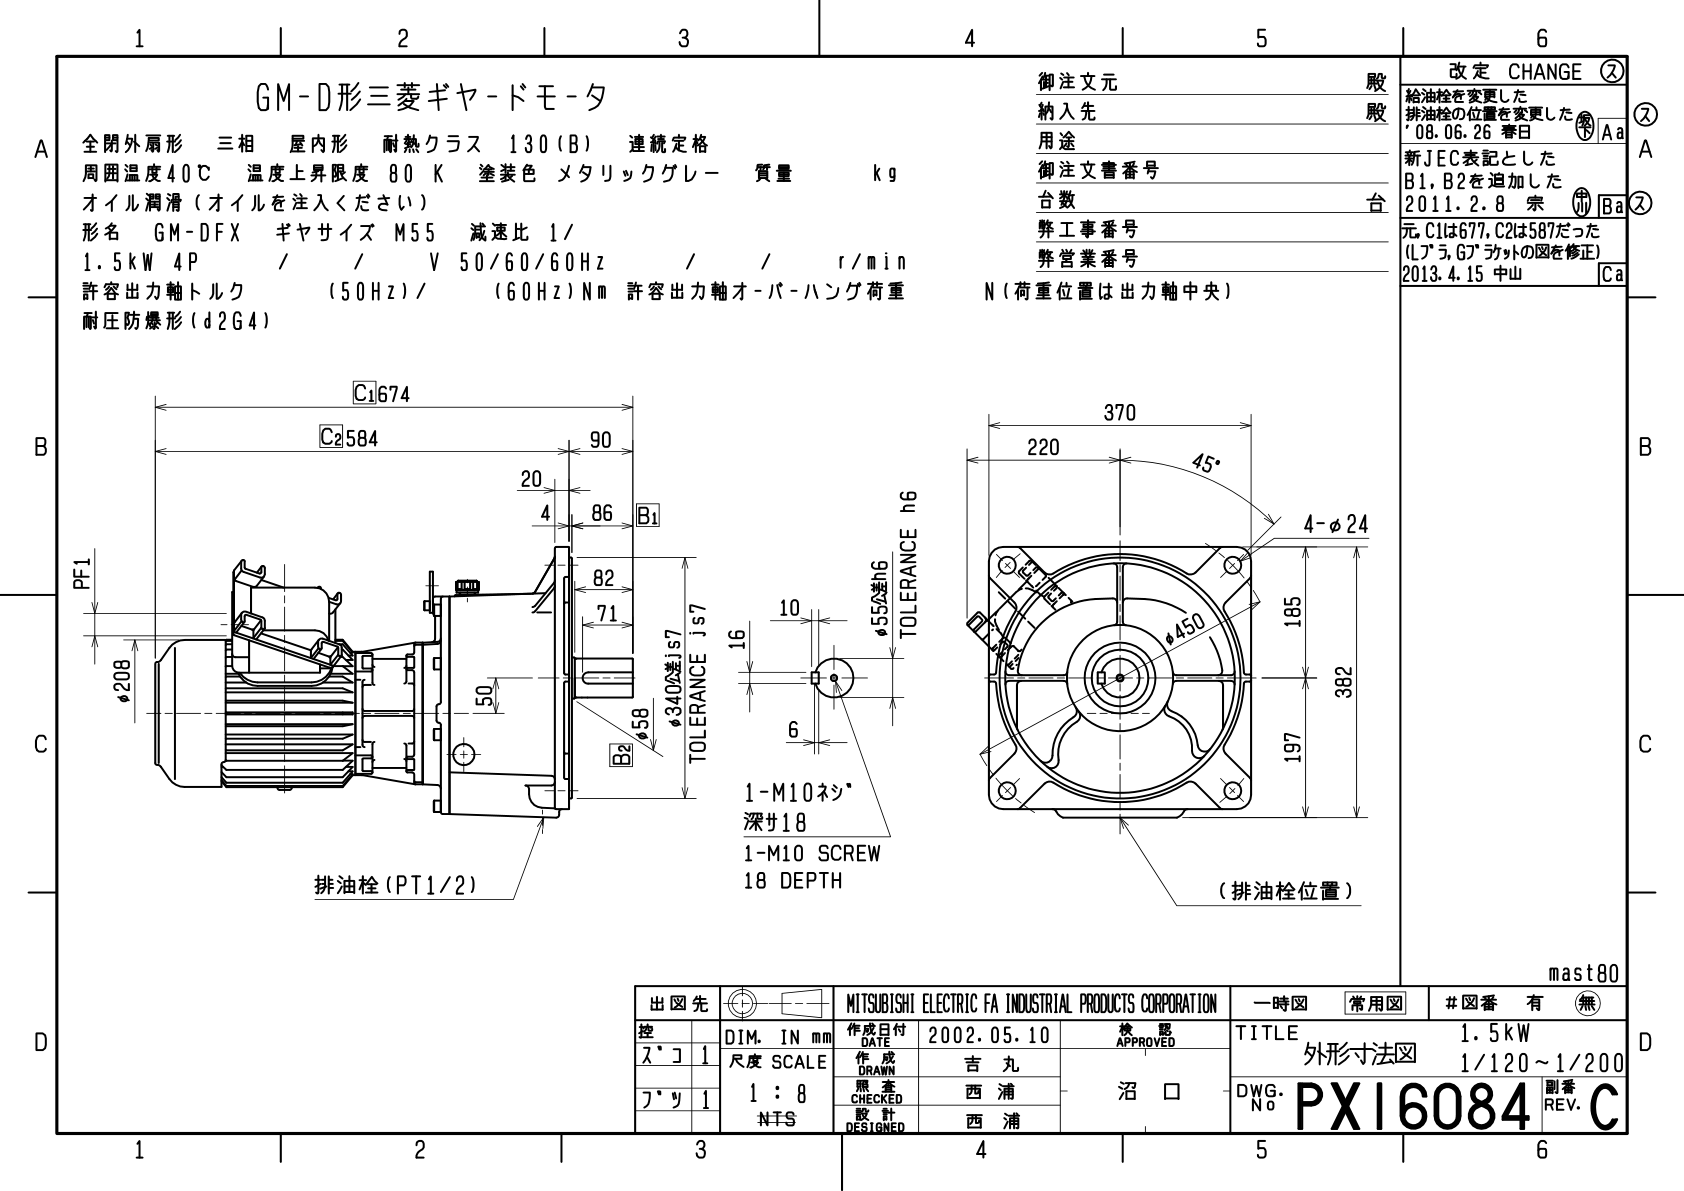 1 2 3 4 5 6
A
B
C
D
GM-D形三菱ギヤードモータ
全閉外扇形 三相 屋内形 耐熱クラス 130(B) 連続定格
周囲温度40℃ 温度上昇限度 80 K 塗装色 メタリックグレー 質量 kg
オイル潤滑(オイルを注入ください)
形名 GM-DFX ギヤサイズ M55 減速比 1/
1.5kW 4P / / V 50/60/60Hz / / r/min
許容出力軸トルク (50Hz)/ (60Hz)Nm 許容出力軸オーバーハング荷重 N(荷重位置は出力軸中央)
耐圧防爆形(d2G4)
御注文元 殿
納入先 殿
用途
御注文書番号
台数 台
弊工事番号
弊営業番号
改定 CHANGE ス
給油栓を変更した
排油栓の位置を変更した
'08.06.26 春日 坂下 Aa ス
新JEC表記とした
B1,B2を追加した
2011.2.8 宗 中川 Ba ス
元,C1は677,C2は587だった
(Lブラ,Gブラケットの図を修正)
2013.4.15 中山 Ca
A
B
C
D
C1 674
C2 584
90
20
4
86 B1
82
71
PF1
φ208
50
φ58
B2
φ340公差js7
TOLERANCE js7
排油栓(PT1/2)
10
16
6
φ55公差h6
TOLERANCE h6
1-M10ネジ
深サ18
1-M10 SCREW
18 DEPTH
370
220
45°
4-φ24
φ450
185
382
197
(排油栓位置)
mast80
出図先
MITSUBISHI ELECTRIC FA INDUSTRIAL PRODUCTS CORPORATION
一時図 常用図 #図番 有 無
控
ズコ 1
ブツ 1
DIM. IN mm
尺度 SCALE
1 : 8
NTS
作成日付 DATE 2002.05.10
作成 DRAWN 吉丸
照査 CHECKED 西浦
設計 DESIGNED 西浦
検認 APPROVED
沼口
TITLE 1.5kW
外形寸法図
1/120~1/200
DWG. No PX16084
副番 REV. C
1 2 3 4 5 6